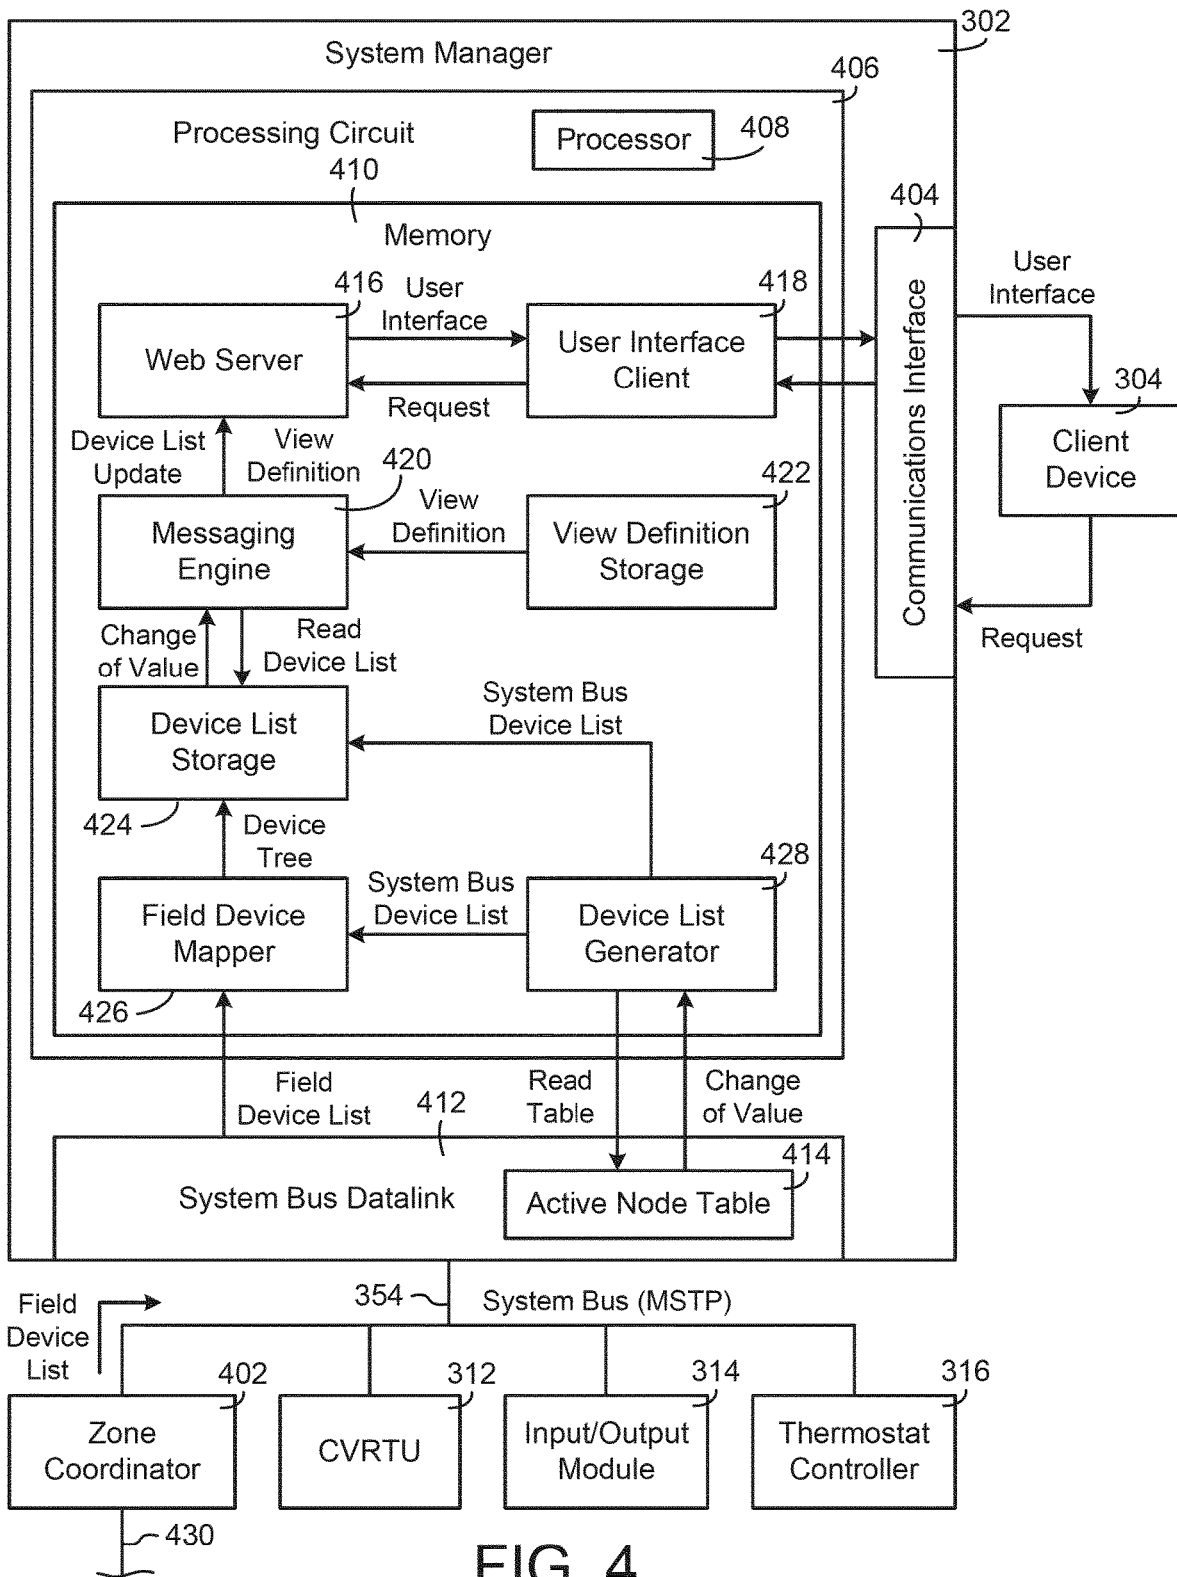 302
System Manager
406
Processing Circuit
Processor
408
410
Memory
404
416
User
Interface
418
Web Server
User Interface
Client
Request
Communications Interface
User
Interface
304
Client
Device
Request
Device List
Update
View
Definition
420
View
Definition
422
Messaging
Engine
View Definition
Storage
Change
of Value
Read
Device List
System Bus
Device List
Device List
Storage
424
Device
Tree
428
System Bus
Device List
Field Device
Mapper
Device List
Generator
426
Field
Device List
Read
Table
Change
of Value
412
414
System Bus Datalink
Active Node Table
354
System Bus (MSTP)
Field
Device
List
402
312
314
316
Zone
Coordinator
CVRTU
Input/Output
Module
Thermostat
Controller
430
FIG. 4